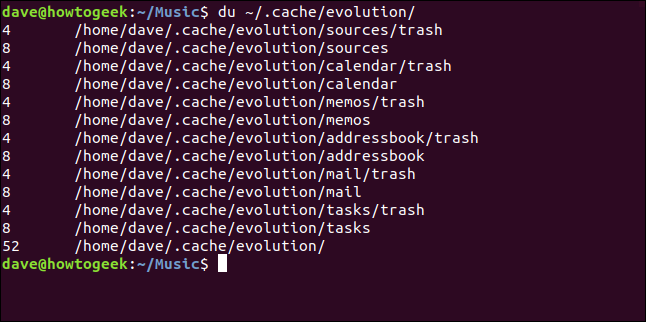 dave@howtogeek:~/Music$ du ~/.cache/evolution/
4 /home/dave/.cache/evolution/sources/trash
8 /home/dave/.cache/evolution/sources
4 /home/dave/.cache/evolution/calendar/trash
8 /home/dave/.cache/evolution/calendar
4 /home/dave/.cache/evolution/memos/trash
8 /home/dave/.cache/evolution/memos
4 /home/dave/.cache/evolution/addressbook/trash
8 /home/dave/.cache/evolution/addressbook
4 /home/dave/.cache/evolution/mail/trash
8 /home/dave/.cache/evolution/mail
4 /home/dave/.cache/evolution/tasks/trash
8 /home/dave/.cache/evolution/tasks
52 /home/dave/.cache/evolution/
dave@howtogeek:~/Music$